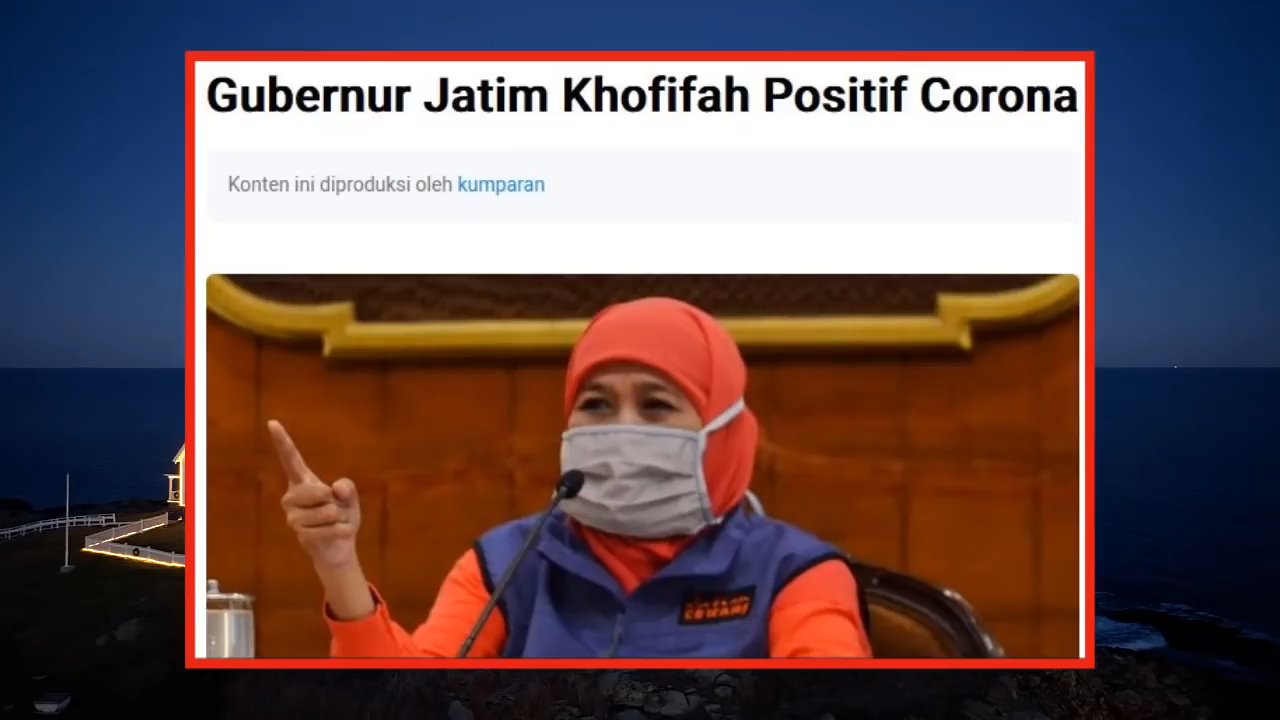 Gubernur Jatim Khofifah Positif Corona
Konten ini diproduksi oleh kumparan